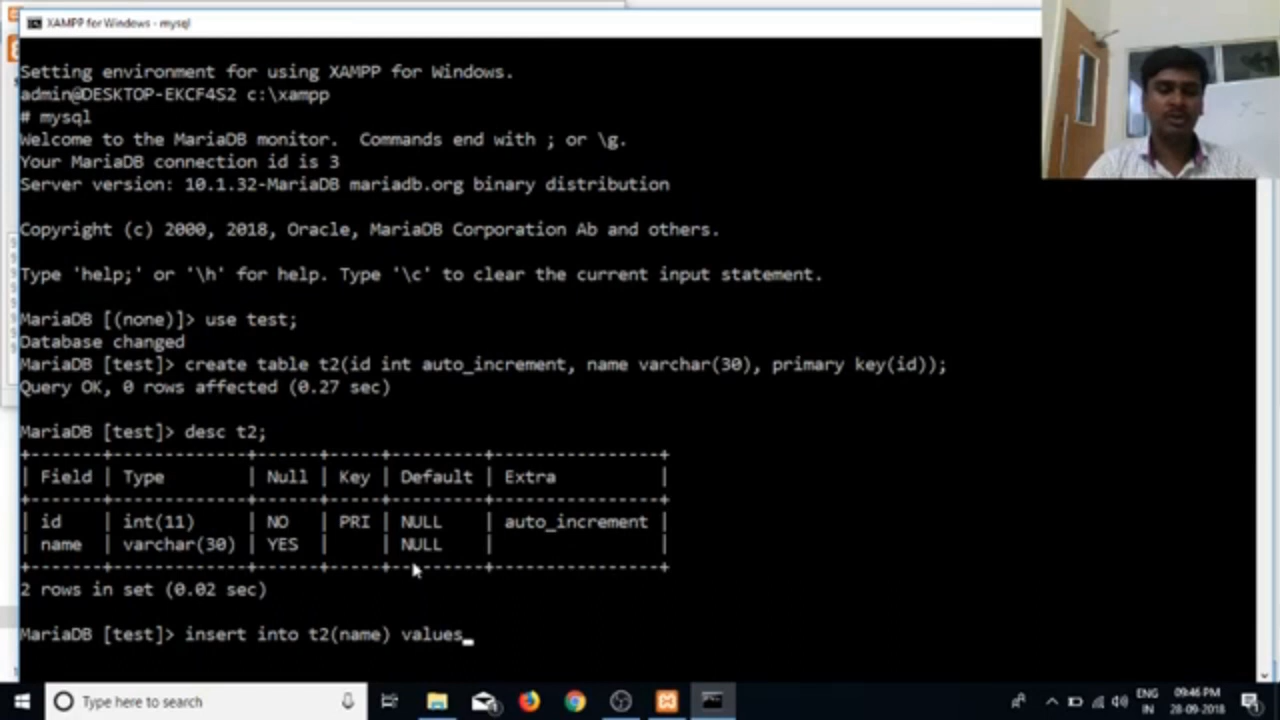 XAMPP for Windows - mysql
Setting environment for using XAMPP for Windows.
admin@DESKTOP-EKCF4S2 c:\xampp
# mysql
Welcome to the MariaDB monitor.  Commands end with ; or \g.
Your MariaDB connection id is 3
Server version: 10.1.32-MariaDB mariadb.org binary distribution
Copyright (c) 2000, 2018, Oracle, MariaDB Corporation Ab and others.
Type 'help;' or '\h' for help. Type '\c' to clear the current input statement.
MariaDB [(none)]> use test;
Database changed
MariaDB [test]> create table t2(id int auto_increment, name varchar(30), primary key(id));
Query OK, 0 rows affected (0.27 sec)
MariaDB [test]> desc t2;
+-------+-------------+------+-----+---------+----------------+
| Field | Type        | Null | Key | Default | Extra          |
+-------+-------------+------+-----+---------+----------------+
| id    | int(11)     | NO   | PRI | NULL    | auto_increment |
| name  | varchar(30) | YES  |     | NULL    |                |
+-------+-------------+------+-----+---------+----------------+
2 rows in set (0.02 sec)
MariaDB [test]> insert into t2(name) values_
Type here to search
ENG
IN
09:46 PM
28-09-2018